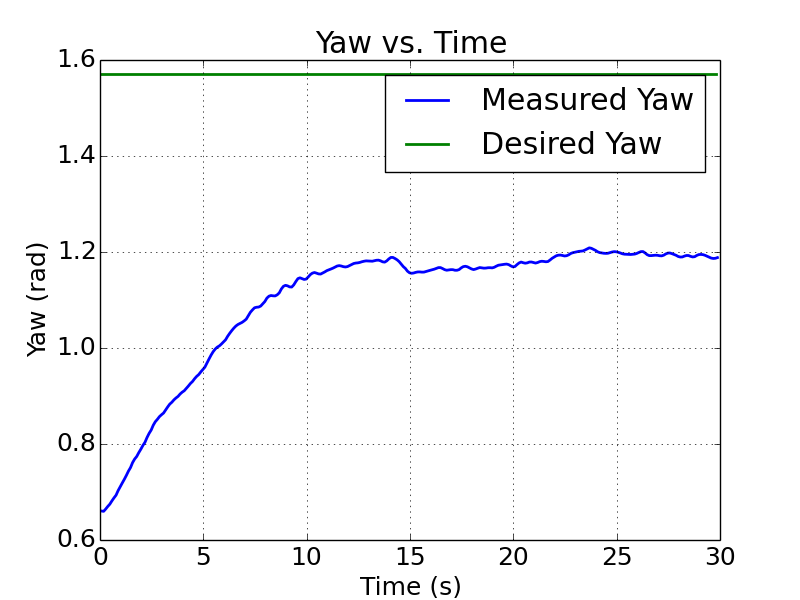 Yaw vs. Time
1.6
1.4
1.2
1.0
0.8
0.6
Yaw (rad)
Measured Yaw
Desired Yaw
0 5 10 15 20 25 30
Time (s)